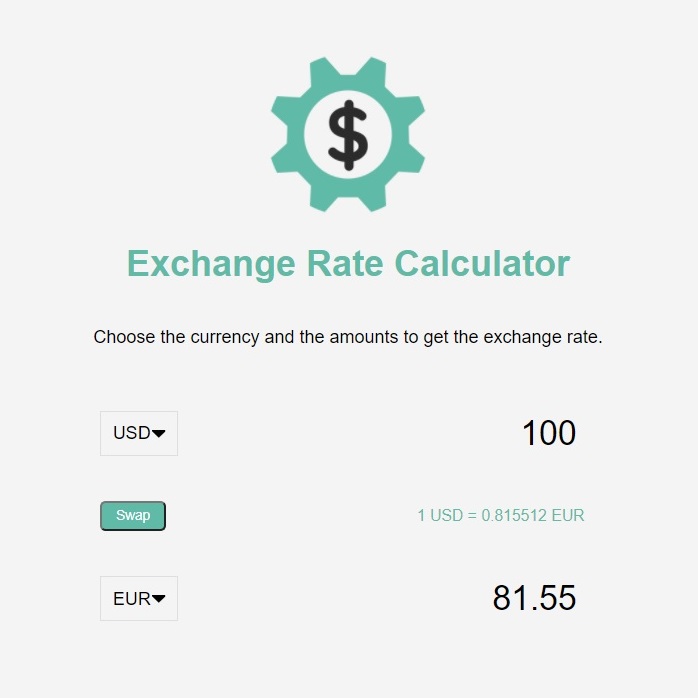 $
Exchange Rate Calculator
Choose the currency and the amounts to get the exchange rate.
USD 100
Swap 1 USD = 0.815512 EUR
EUR 81.55